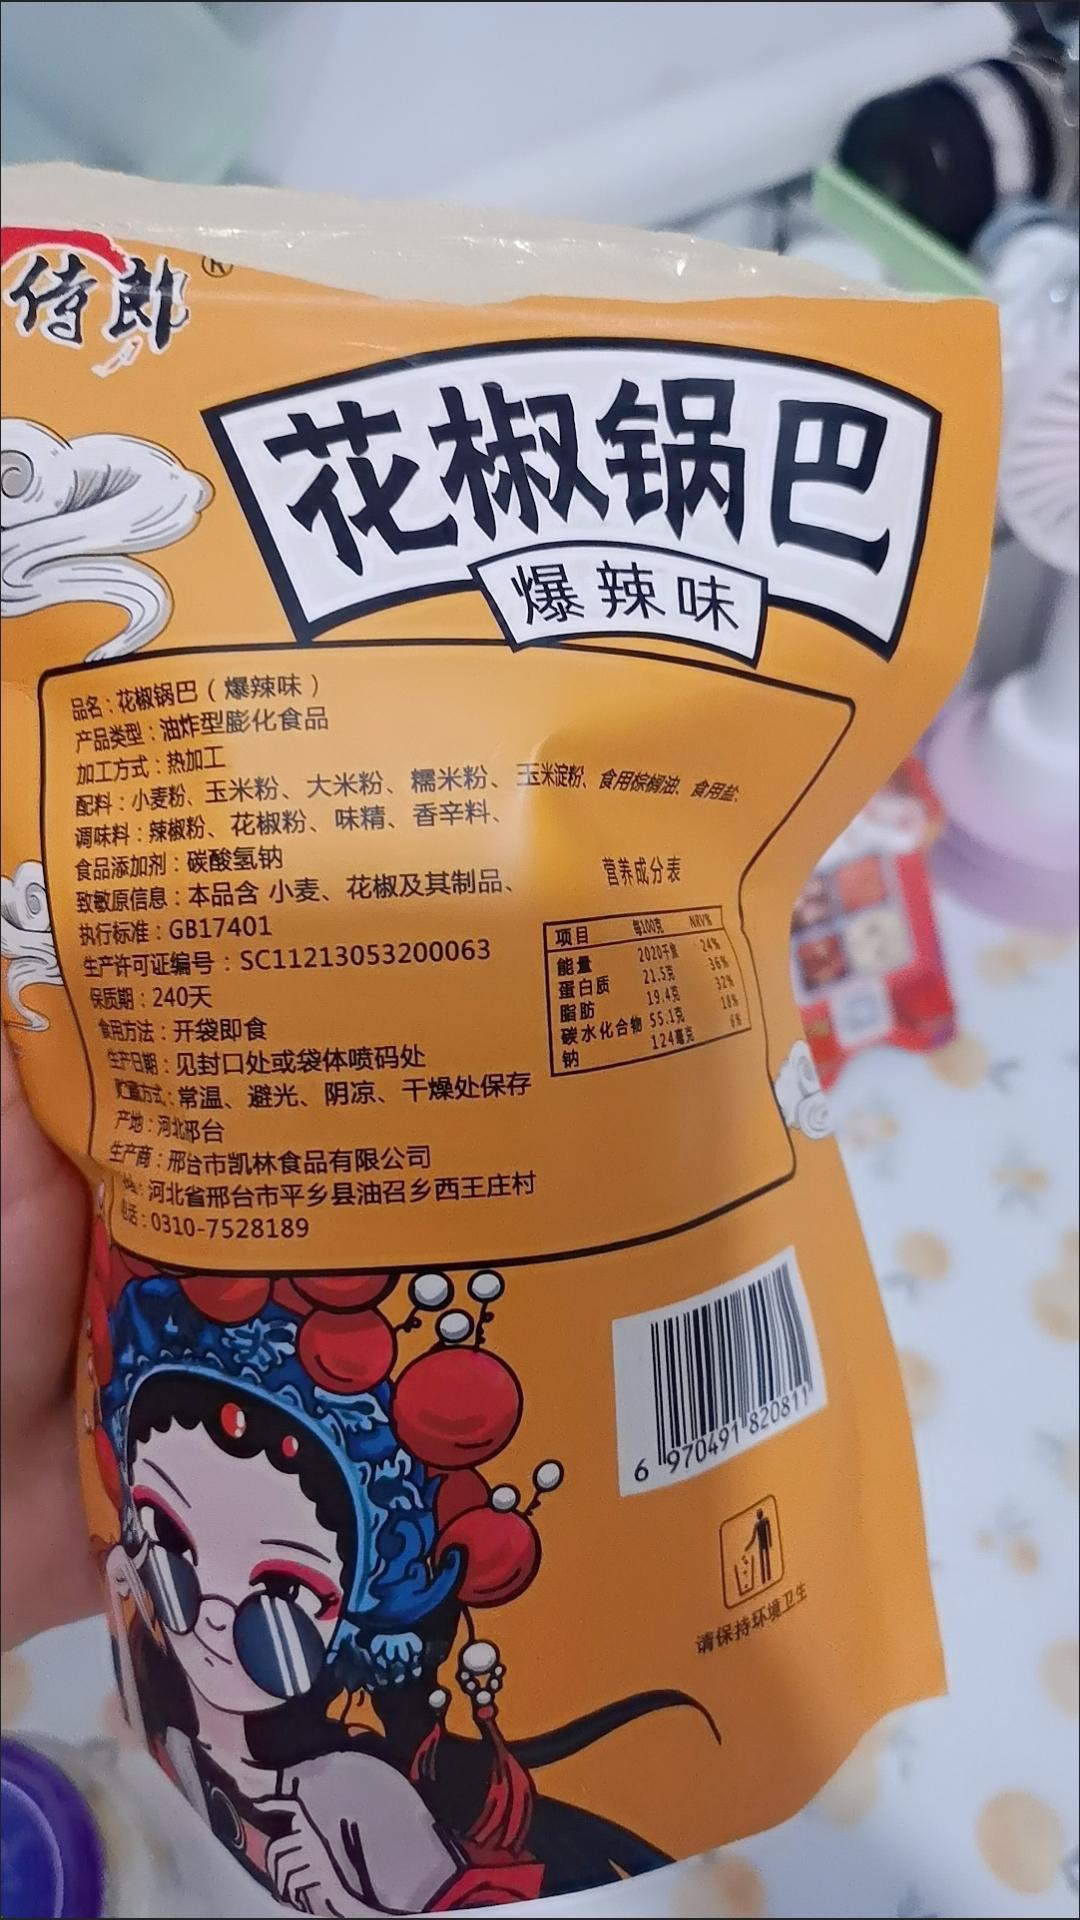 侍郎®
花椒锅巴
爆辣味
品名：花椒锅巴（爆辣味）
产品类型：油炸型膨化食品
加工方式：热加工
配料：小麦粉、玉米粉、大米粉、糯米粉、玉米淀粉、食用棕榈油、食用盐、
调味料：辣椒粉、花椒粉、味精、香辛料、
食品添加剂：碳酸氢钠
致敏原信息：本品含 小麦、花椒及其制品、
执行标准：GB17401
生产许可证编号：SC11213053200063
保质期：240天
食用方法：开袋即食
生产日期：见封口处或袋体喷码处
贮藏方式：常温、避光、阴凉、干燥处保存
产地：河北邢台
生产商：邢台市凯林食品有限公司
河北省邢台市平乡县油召乡西王庄村
电话：0310-7528189
营养成分表
项目 每100克 NRV%
能量 2020千焦 24%
蛋白质 21.5克 36%
脂肪 19.4克 32%
碳水化合物 55.1克 18%
钠 124毫克 6%
6 970491 820811
请保持环境卫生